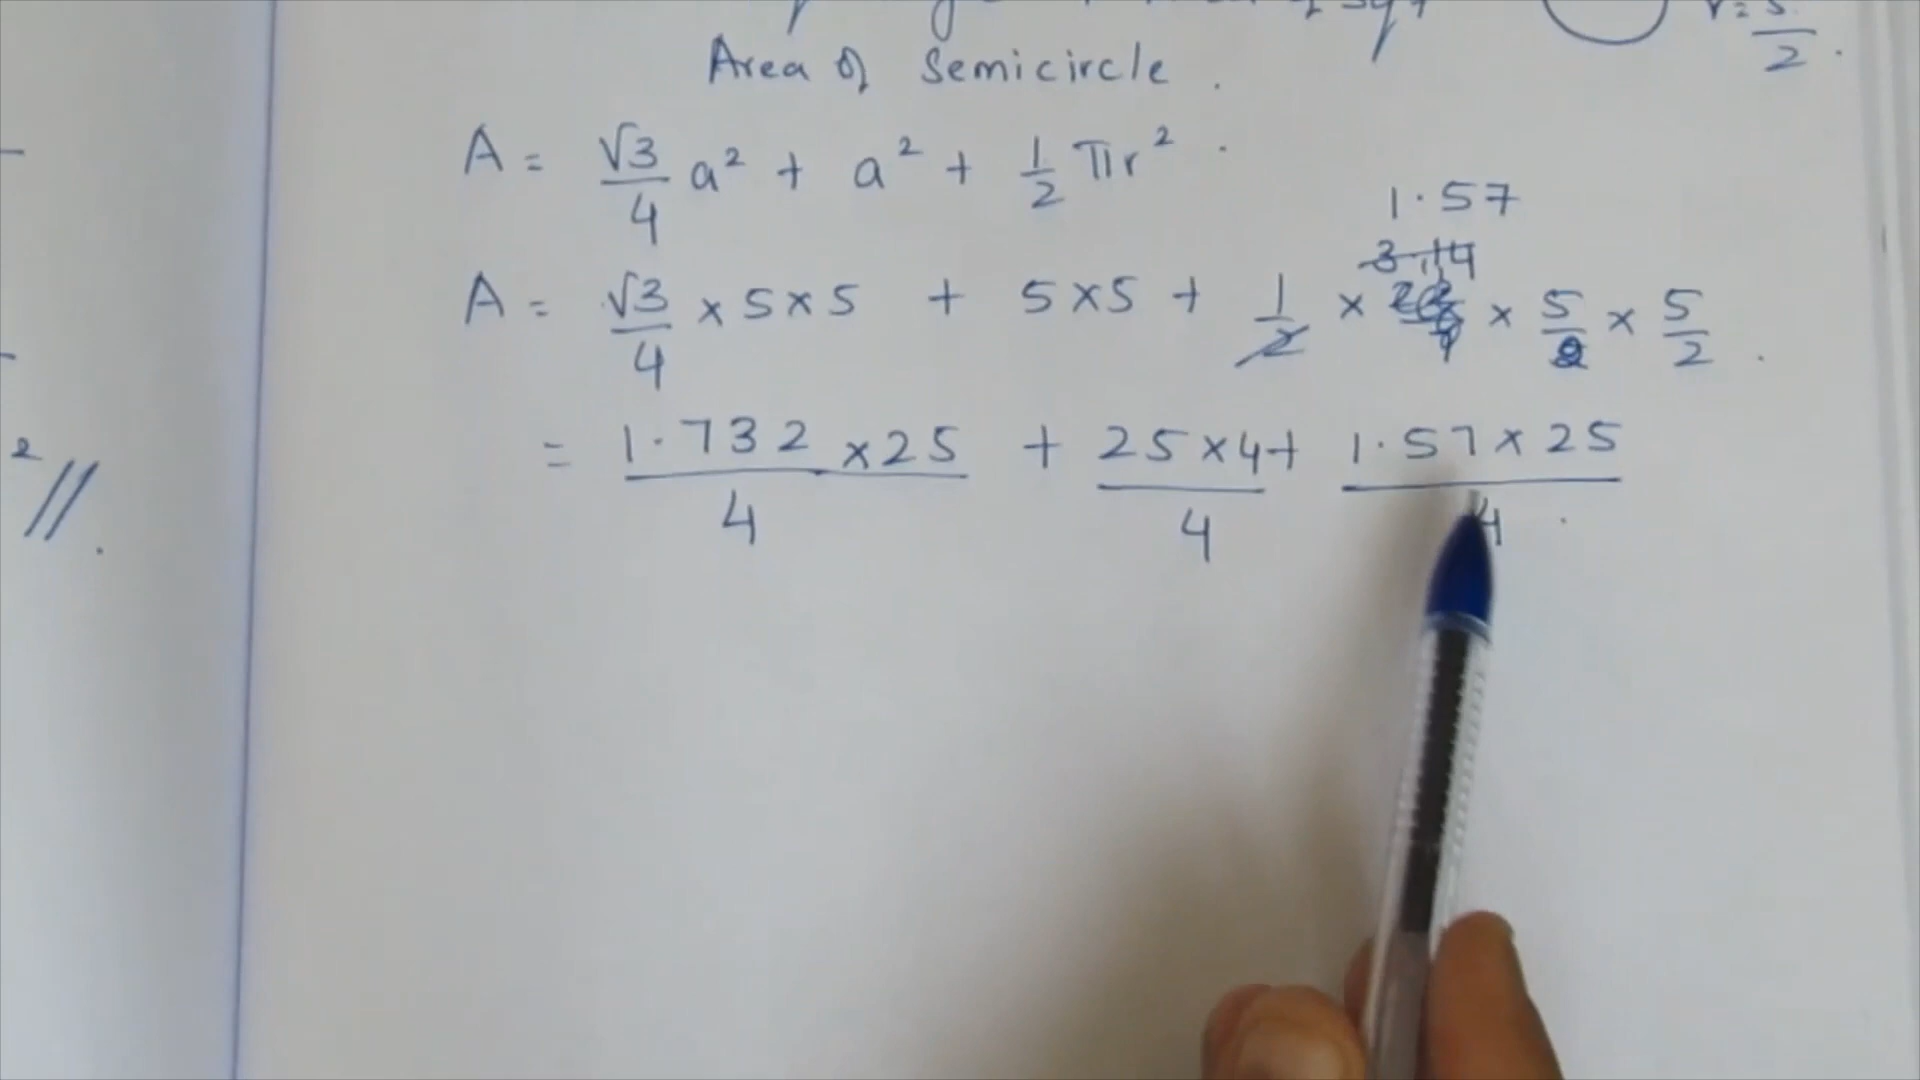 r = 5/2 .
Area of Semicircle .
A = √3/4 a² + a² + 1/2 πr² .
1.57
3.14
A = √3/4 × 5 × 5 + 5 × 5 + 1/2 × × 5/2 × 5/2 .
= 1.732 × 25/4 + 25 × 4/4 + 1.57 × 25/4
2 // .